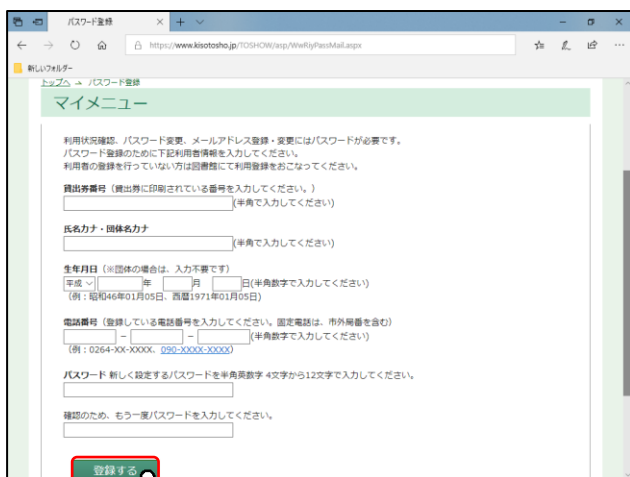 パスワード登録
https://www.kisotosho.jp/TOSHOW/asp/WwRiyPassMail.aspx
新しいフォルダー
トップへ → パスワード登録
マイメニュー
利用状況確認、パスワード変更、メールアドレス登録・変更にはパスワードが必要です。
パスワード登録のために下記利用者情報を入力してください。
利用者の登録を行っていない方は図書館にて利用登録をおこなってください。
貸出券番号（貸出券に印刷されている番号を入力してください。）
(半角で入力してください)
氏名カナ・団体名カナ
(半角で入力してください)
生年月日（※団体の場合は、入力不要です）
平成 年 月 日(半角数字で入力してください)
（例：昭和46年01月05日、西暦1971年01月05日）
電話番号（登録している電話番号を入力してください。固定電話は、市外局番を含む）
－ － (半角数字で入力してください)
（例：0264-XX-XXXX、090-XXXX-XXXX）
パスワード 新しく設定するパスワードを半角英数字 4文字から12文字で入力してください。
確認のため、もう一度パスワードを入力してください。
登録する